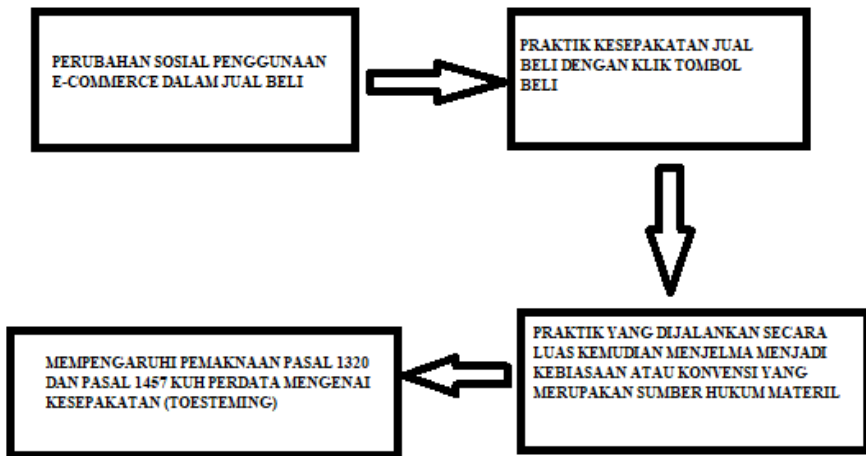 PERUBAHAN SOSIAL PENGGUNAAN
E-COMMERCE DALAM JUAL BELI
PRAKTIK KESEPAKATAN JUAL
BELI DENGAN KLIK TOMBOL
BELI
PRAKTIK YANG DIJALANKAN SECARA
LUAS KEMUDIAN MENJELMA MENJADI
KEBIASAAN ATAU KONVENSI YANG
MERUPAKAN SUMBER HUKUM MATERIL
MEMPENGARUHI PEMAKNAAN PASAL 1320
DAN PASAL 1457 KUH PERDATA MENGENAI
KESEPAKATAN (TOESTEMING)